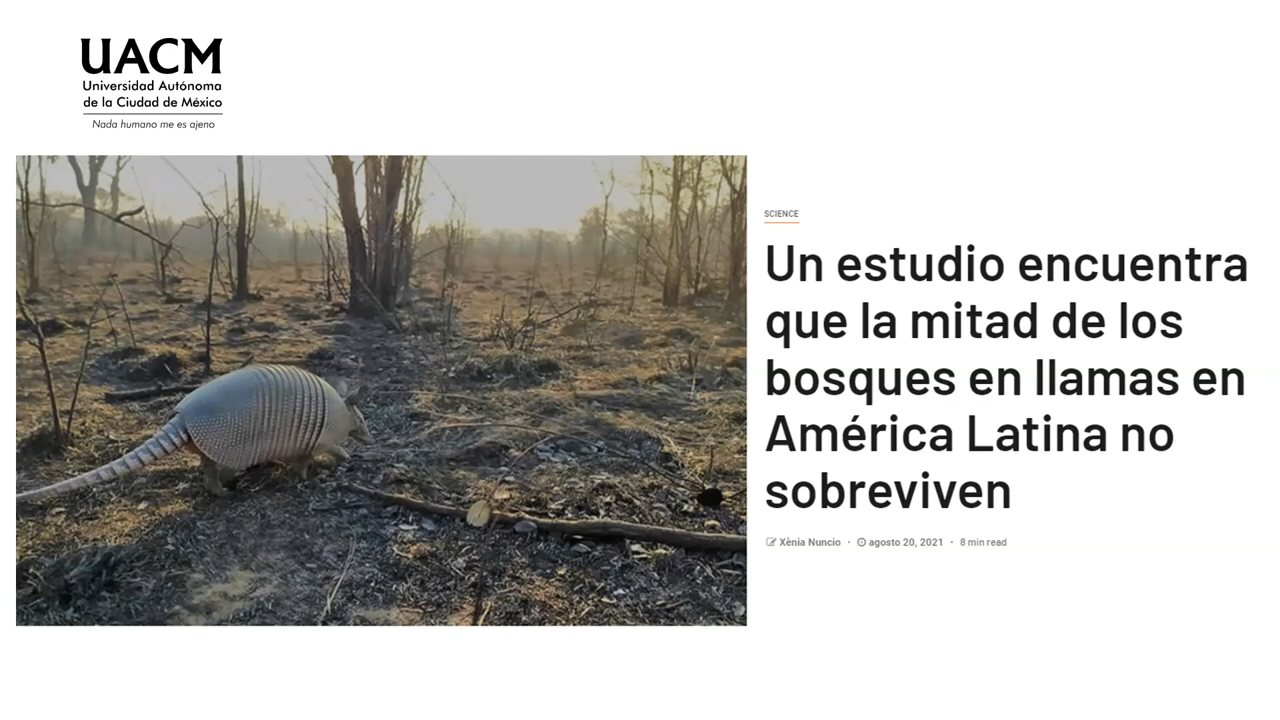 UACM
Universidad Autónoma
de la Ciudad de México
Nada humano me es ajeno
SCIENCE
Un estudio encuentra
que la mitad de los
bosques en llamas en
América Latina no
sobreviven
Xènia Nuncio · agosto 20, 2021 · 8 min read